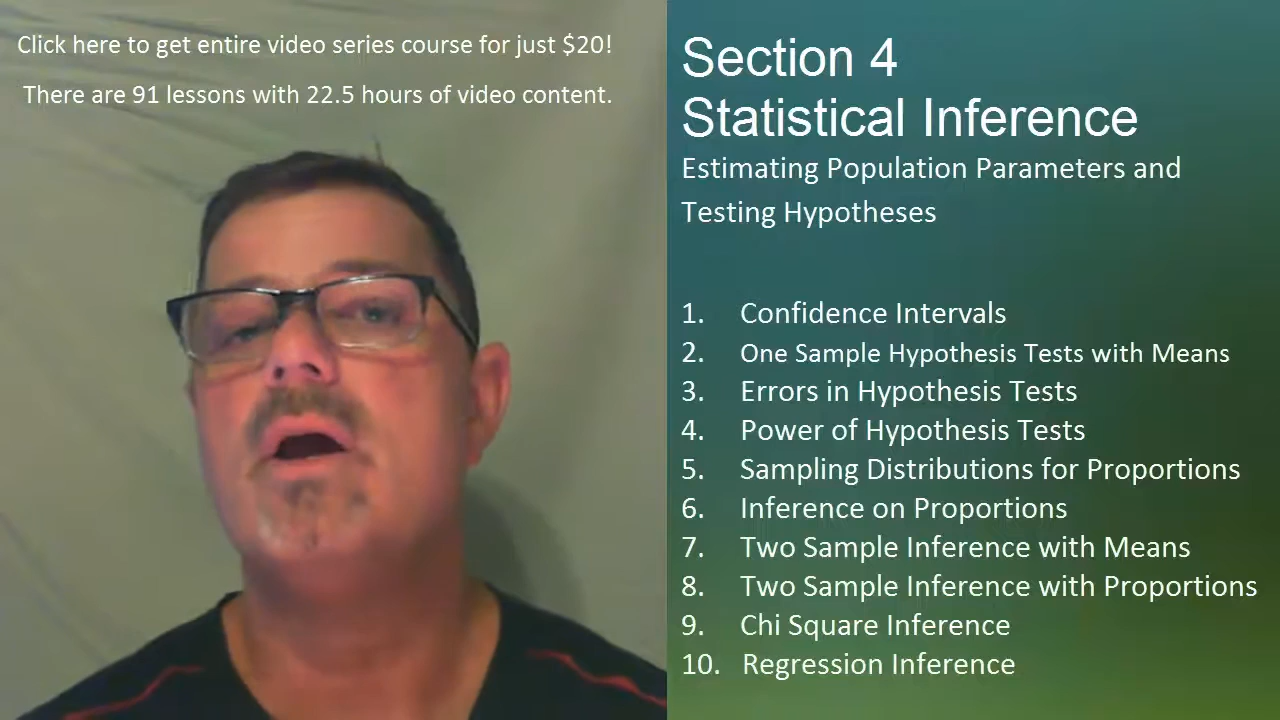 Click here to get entire video series course for just $20!
There are 91 lessons with 22.5 hours of video content.
Section 4
Statistical Inference
Estimating Population Parameters and
Testing Hypotheses
1. Confidence Intervals
2. One Sample Hypothesis Tests with Means
3. Errors in Hypothesis Tests
4. Power of Hypothesis Tests
5. Sampling Distributions for Proportions
6. Inference on Proportions
7. Two Sample Inference with Means
8. Two Sample Inference with Proportions
9. Chi Square Inference
10. Regression Inference